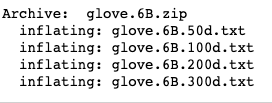 Archive:  glove.6B.zip
  inflating: glove.6B.50d.txt
  inflating: glove.6B.100d.txt
  inflating: glove.6B.200d.txt
  inflating: glove.6B.300d.txt